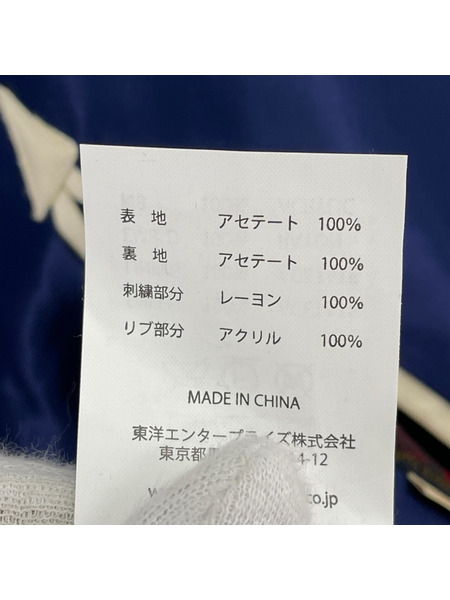 表 地 アセテート 100%
裏 地 アセテート 100%
刺繍部分 レーヨン 100%
リブ部分 アクリル 100%
MADE IN CHINA
東洋エンタープライズ株式会社
東京都 4-12
co.jp